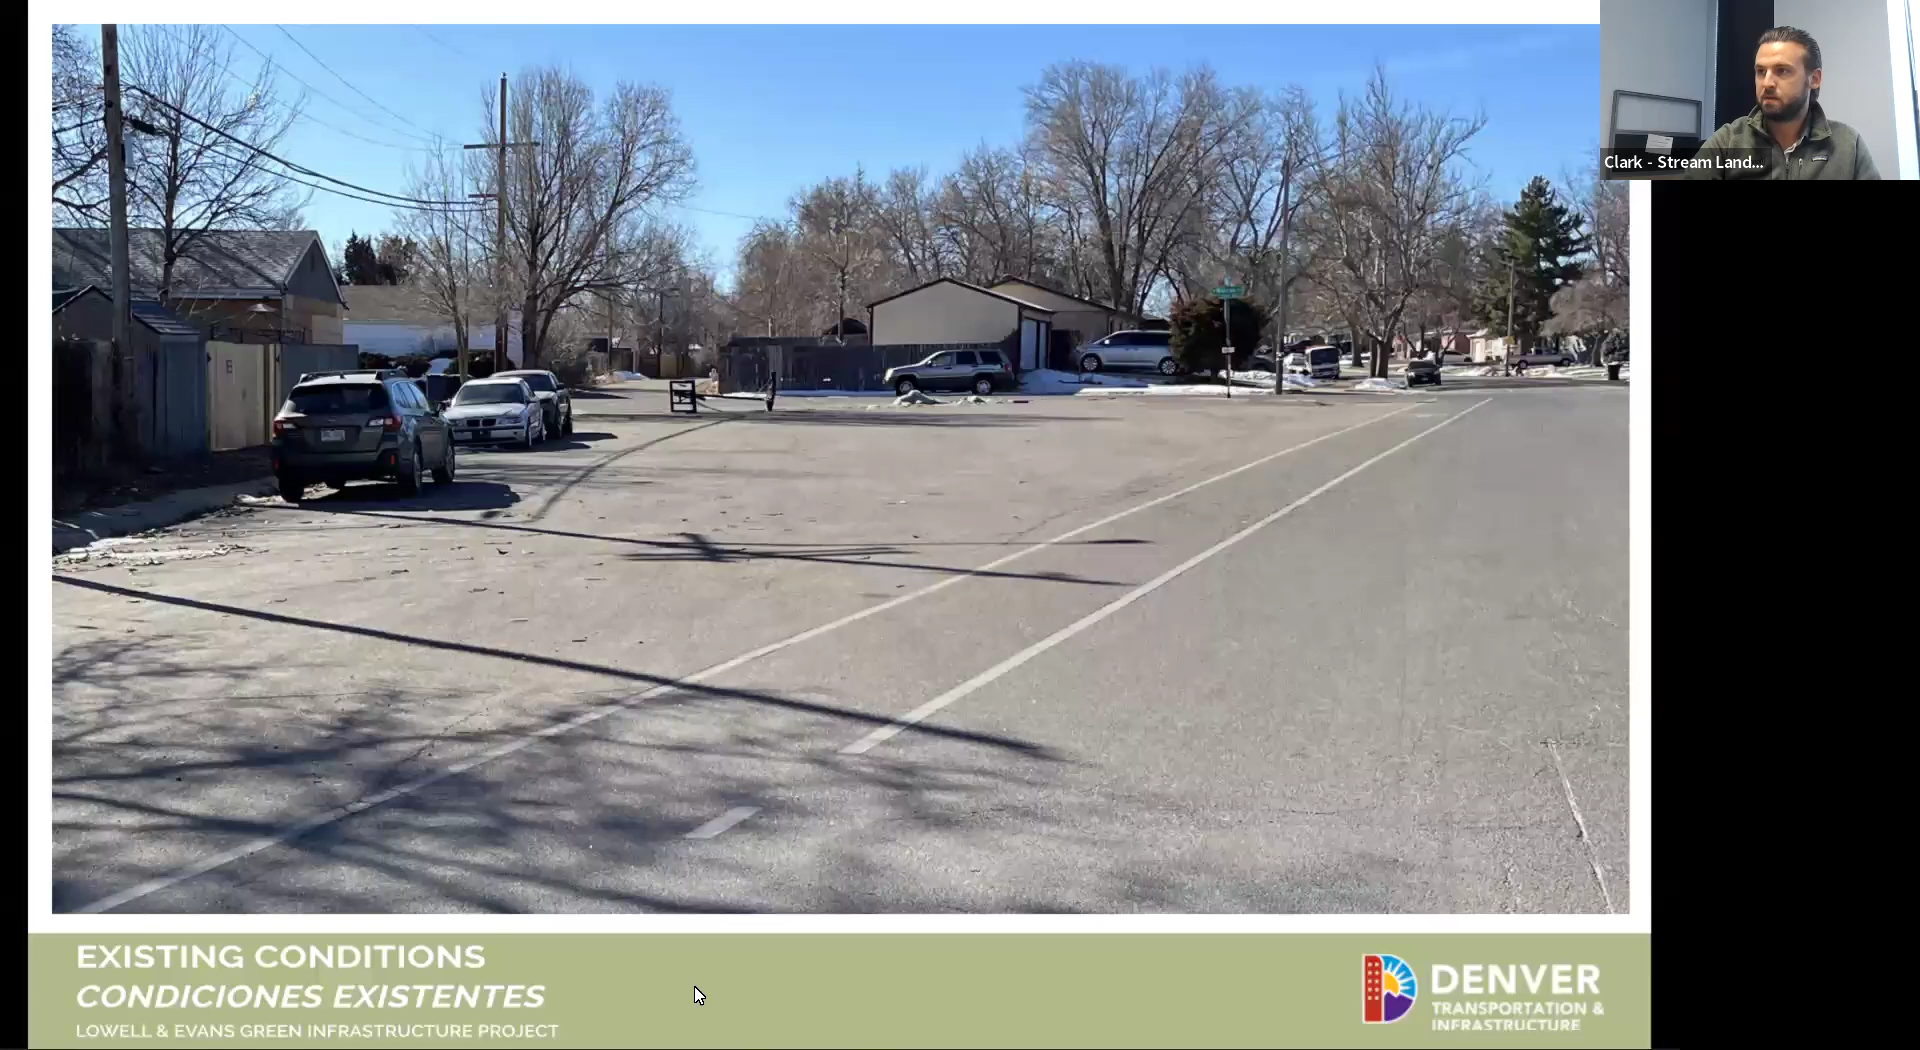 Clark - Stream Land...
EXISTING CONDITIONS
CONDICIONES EXISTENTES
LOWELL & EVANS GREEN INFRASTRUCTURE PROJECT
DENVER
TRANSPORTATION &
INFRASTRUCTURE